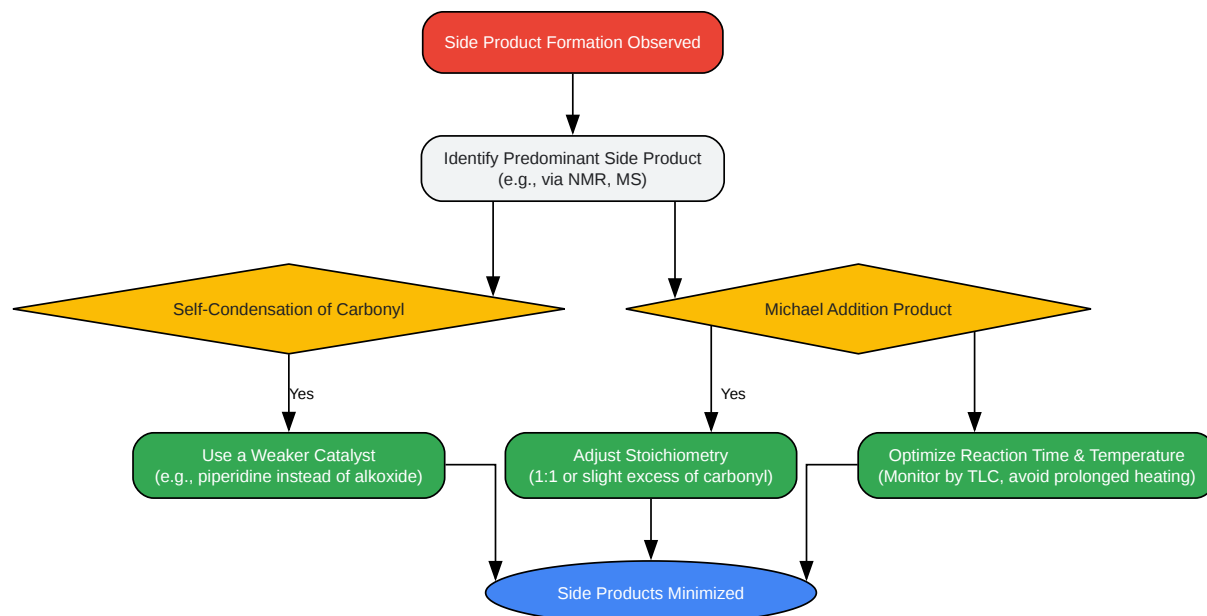 Side Product Formation Observed
Identify Predominant Side Product
(e.g., via NMR, MS)
Self-Condensation of Carbonyl
Michael Addition Product
Yes
Yes
Use a Weaker Catalyst
(e.g., piperidine instead of alkoxide)
Adjust Stoichiometry
(1:1 or slight excess of carbonyl)
Optimize Reaction Time & Temperature
(Monitor by TLC, avoid prolonged heating)
Side Products Minimized